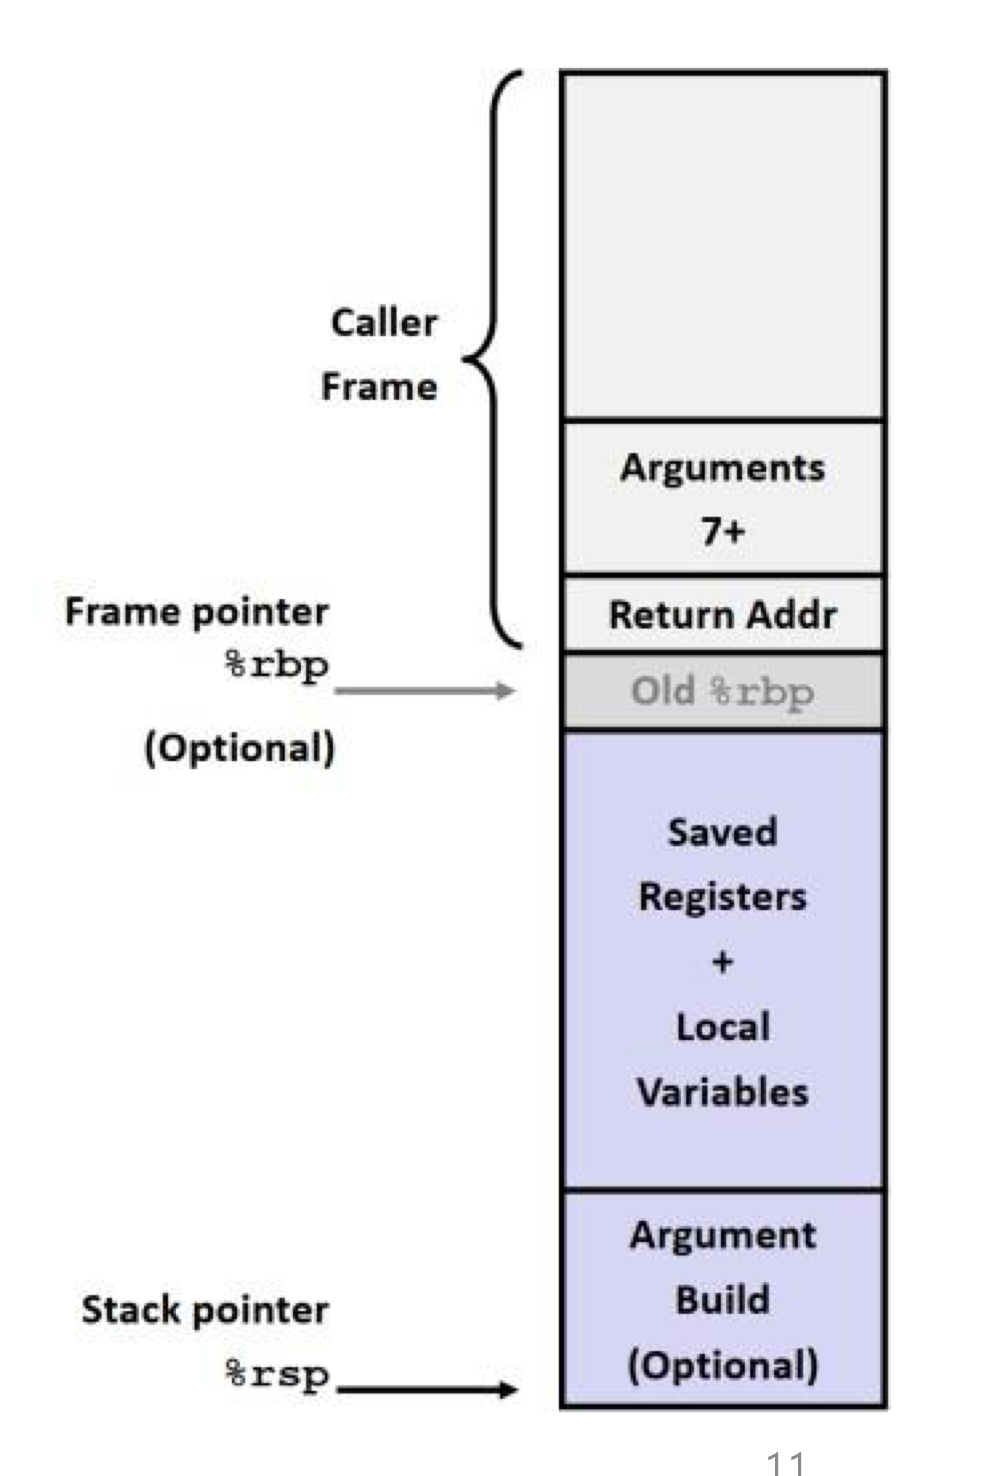 Caller
Frame
Arguments
7+
Return Addr
Frame pointer
%rbp
(Optional)
Old %rbp
Saved
Registers
+
Local
Variables
Argument
Build
(Optional)
Stack pointer
%rsp
11